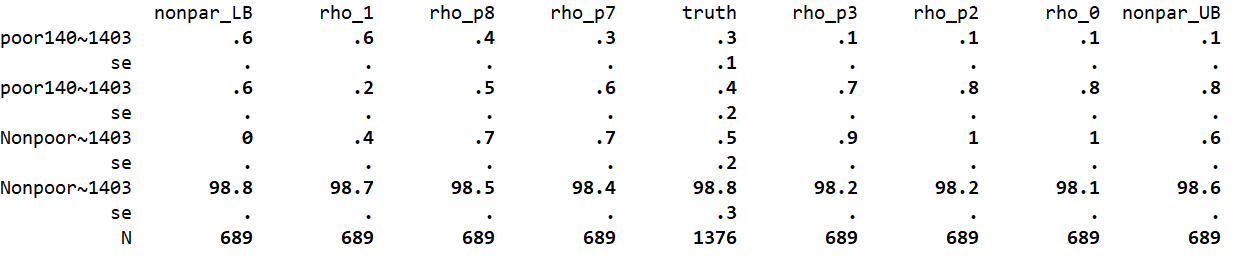 nonpar_LB rho_1 rho_p8 rho_p7 truth rho_p3 rho_p2 rho_0 nonpar_UB
poor140~1403 .6 .6 .4 .3 .3 .1 .1 .1 .1
se . . . . .1 . . . .
poor140~1403 .6 .2 .5 .6 .4 .7 .8 .8 .8
se . . . . .2 . . . .
Nonpoor~1403 0 .4 .7 .7 .5 .9 1 1 .6
se . . . . .2 . . . .
Nonpoor~1403 98.8 98.7 98.5 98.4 98.8 98.2 98.2 98.1 98.6
se . . . . .3 . . . .
N 689 689 689 689 1376 689 689 689 689